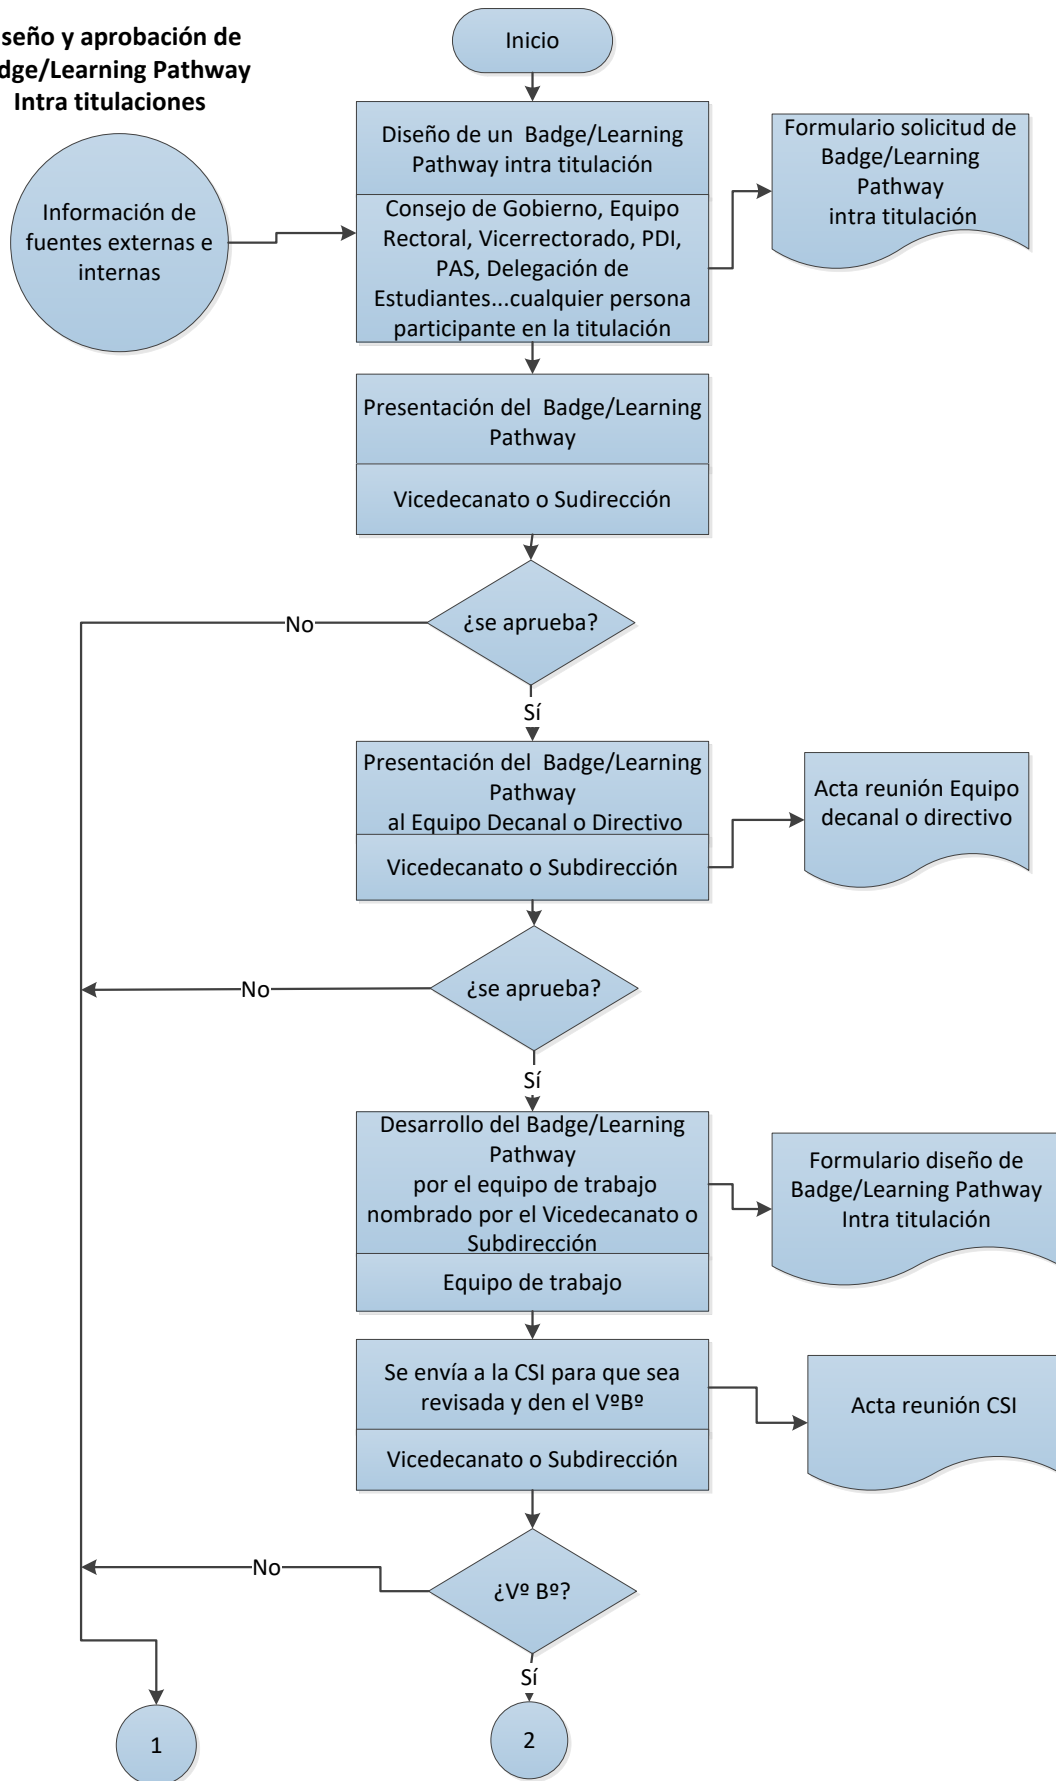 seño y aprobación de
dge/Learning Pathway
Intra titulaciones
Inicio
Información de
fuentes externas e
internas
Diseño de un Badge/Learning
Pathway intra titulación
Consejo de Gobierno, Equipo
Rectoral, Vicerrectorado, PDI,
PAS, Delegación de
Estudiantes...cualquier persona
participante en la titulación
Formulario solicitud de
Badge/Learning
Pathway
intra titulación
Presentación del Badge/Learning
Pathway
Vicedecanato o Sudirección
¿se aprueba?
No
Sí
Presentación del Badge/Learning
Pathway
al Equipo Decanal o Directivo
Vicedecanato o Subdirección
Acta reunión Equipo
decanal o directivo
¿se aprueba?
No
Sí
Desarrollo del Badge/Learning
Pathway
por el equipo de trabajo
nombrado por el Vicedecanato o
Subdirección
Equipo de trabajo
Formulario diseño de
Badge/Learning Pathway
Intra titulación
Se envía a la CSI para que sea
revisada y den el VºBº
Vicedecanato o Subdirección
Acta reunión CSI
¿Vº Bº?
No
Sí
1
2